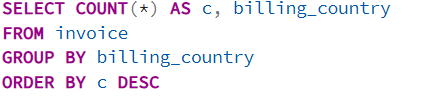 SELECT COUNT(*) AS c, billing_country
FROM invoice
GROUP BY billing_country
ORDER BY c DESC